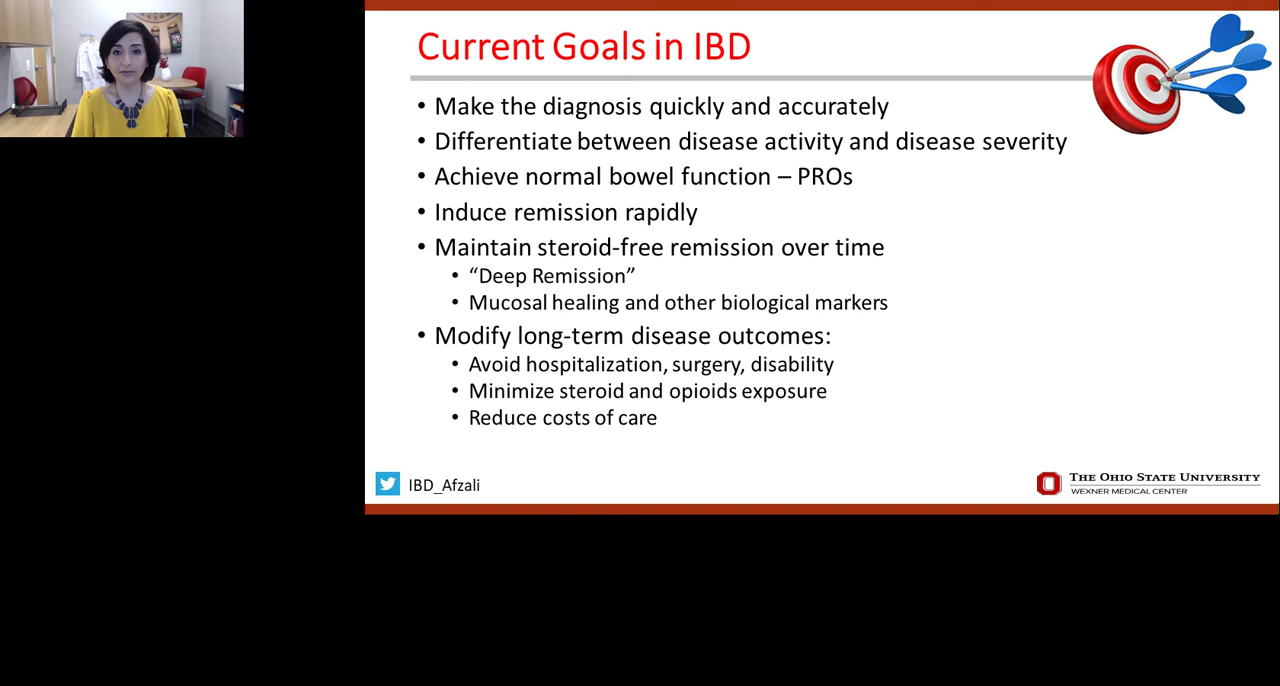 Current Goals in IBD
• Make the diagnosis quickly and accurately
• Differentiate between disease activity and disease severity
• Achieve normal bowel function – PROs
• Induce remission rapidly
• Maintain steroid-free remission over time
• “Deep Remission”
• Mucosal healing and other biological markers
• Modify long-term disease outcomes:
• Avoid hospitalization, surgery, disability
• Minimize steroid and opioids exposure
• Reduce costs of care
IBD_Afzali
THE OHIO STATE UNIVERSITY
WEXNER MEDICAL CENTER